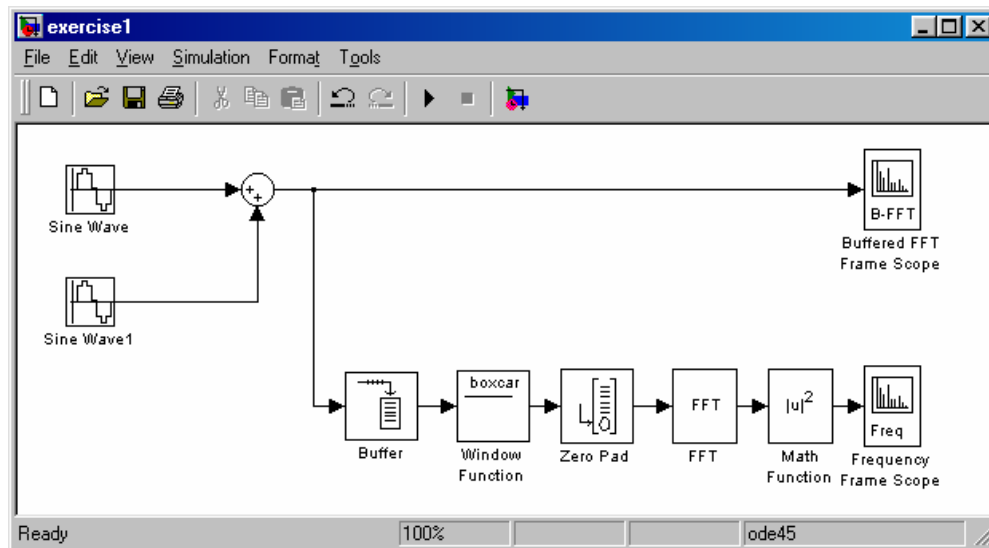 exercise1
File Edit View Simulation Format Tools
Sine Wave
+
+
B-FFT
Buffered FFT
Frame Scope
Sine Wave1
Buffer
boxcar
Window
Function
Zero Pad
FFT
FFT
|u|2
Math
Function
Freq
Frequency
Frame Scope
Ready 100% ode45